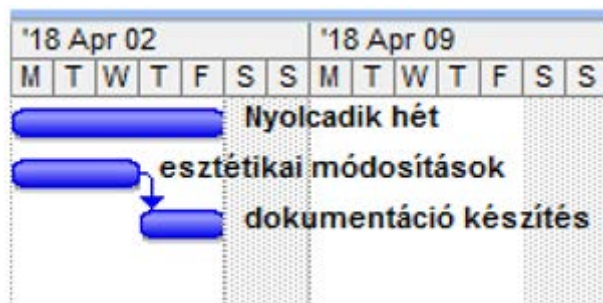 '18 Apr 02 '18 Apr 09
M T W T F S S M T W T F S S
Nyolcadik hét
esztétikai módosítások
dokumentáció készítés